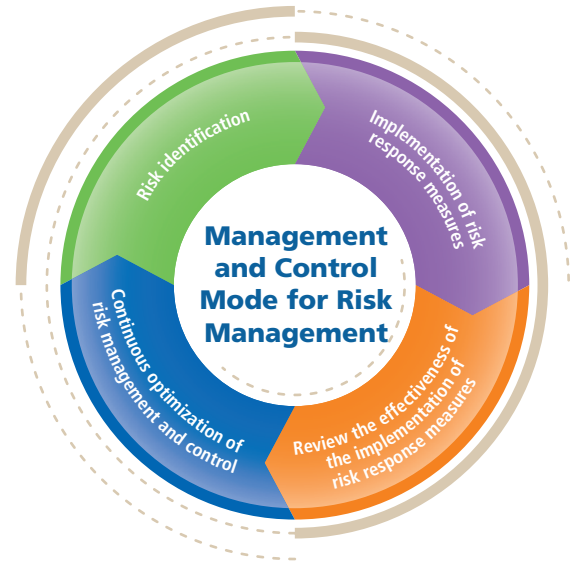 Management
and Control
Mode for Risk
Management
Risk identification
Implementation of risk
response measures
Review the effectiveness of
the implementation of
risk response measures
Continuous optimization of
risk management and control